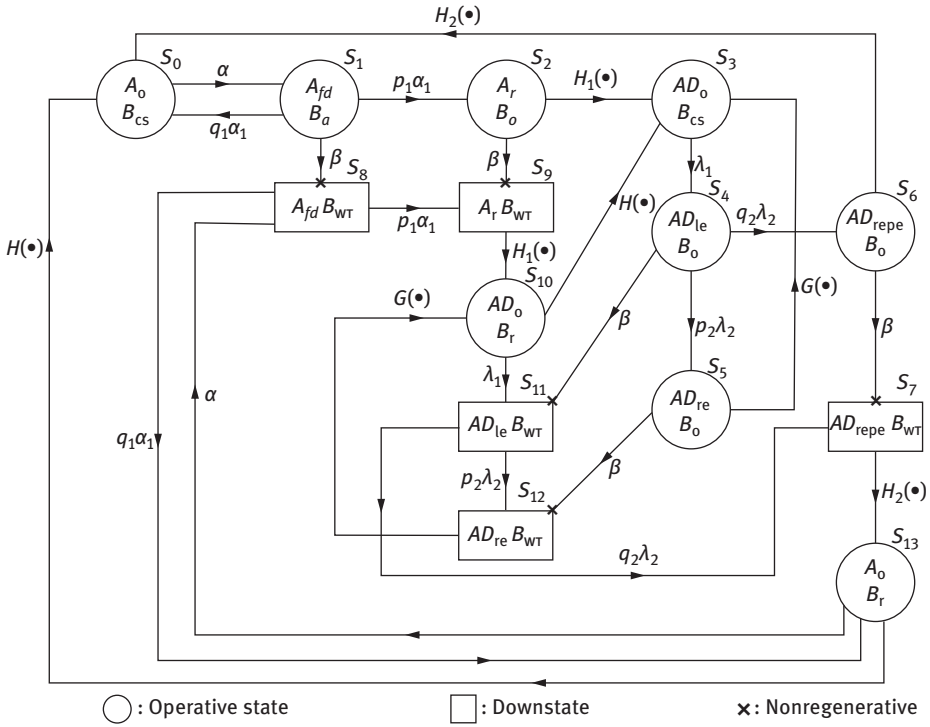 H₂(•)
S₀
S₁
S₂
S₃
A₀
B_cs
α
q₁α₁
A_fd
B_a
p₁α₁
A_r
B_o
H₁(•)
AD_o
B_cs
β
S₈
β
S₉
λ₁
S₄
S₆
A_fd B_WT
p₁α₁
A_r B_WT
H(•)
AD_le
B_o
q₂λ₂
AD_repe
B_o
H(•)
H₁(•)
S₁₀
G(•)
G(•)
AD_o
B_r
β
p₂λ₂
β
S₅
λ₁
S₁₁
S₇
α
AD_le B_WT
AD_re
B_o
AD_repe B_WT
q₁α₁
p₂λ₂
S₁₂
β
H₂(•)
AD_re B_WT
S₁₃
q₂λ₂
A_o
B_r
: Operative state
: Downstate
: Nonregenerative